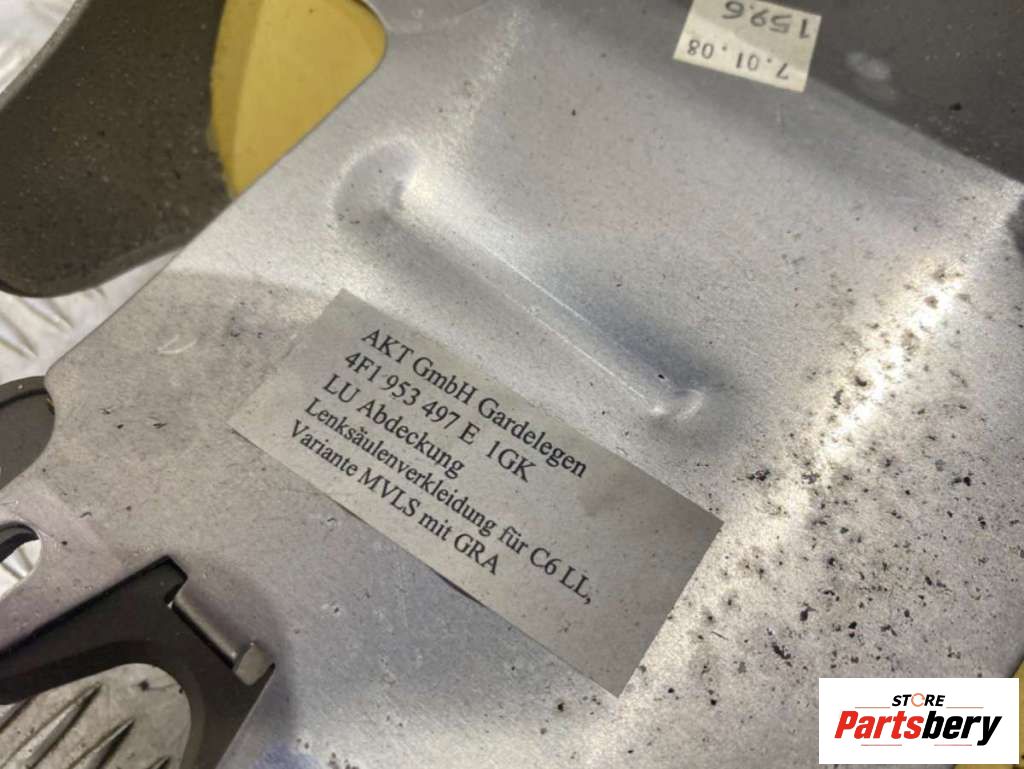 159.6
7.01.08
AKT GmbH Gardelegen
4F1 953 497 E 1GK
LU Abdeckung
Lenksäulenverkleidung für C6 LL,
Variante MVLS mit GRA
STORE
Partsbery